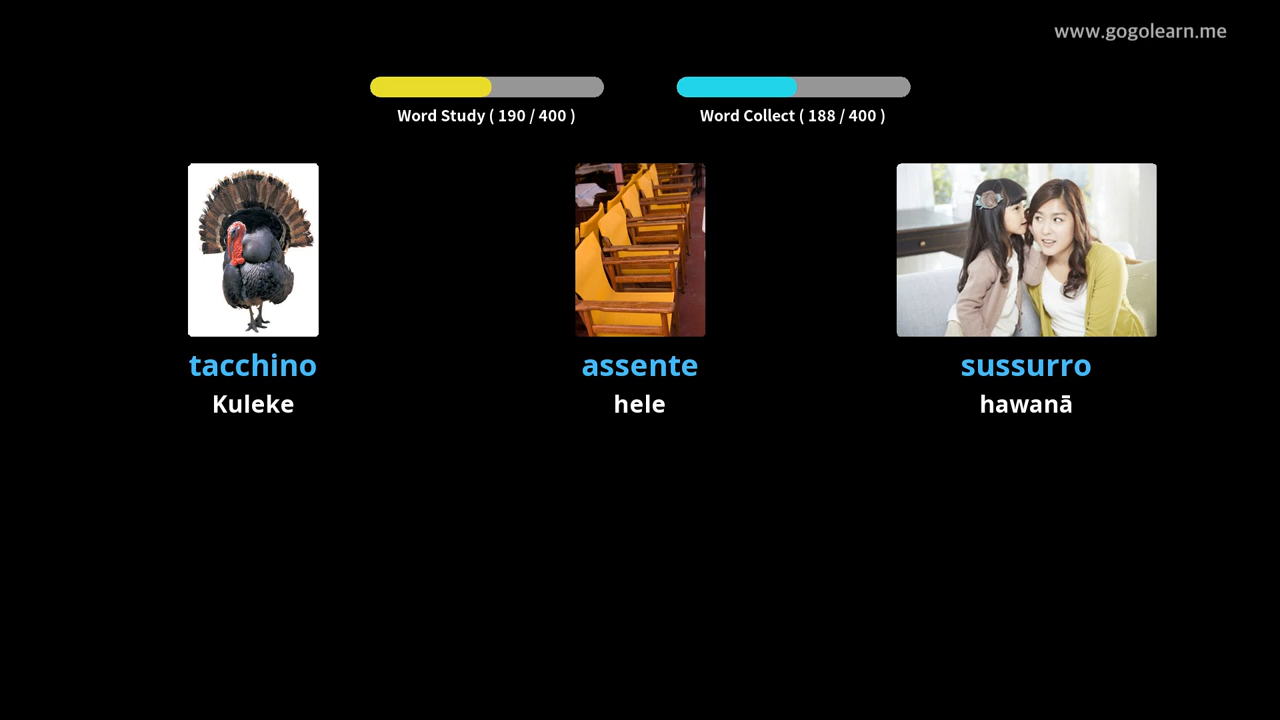 www.gogolearn.me
Word Study ( 190 / 400 )
Word Collect ( 188 / 400 )
tacchino
Kuleke
assente
hele
sussurro
hawanā